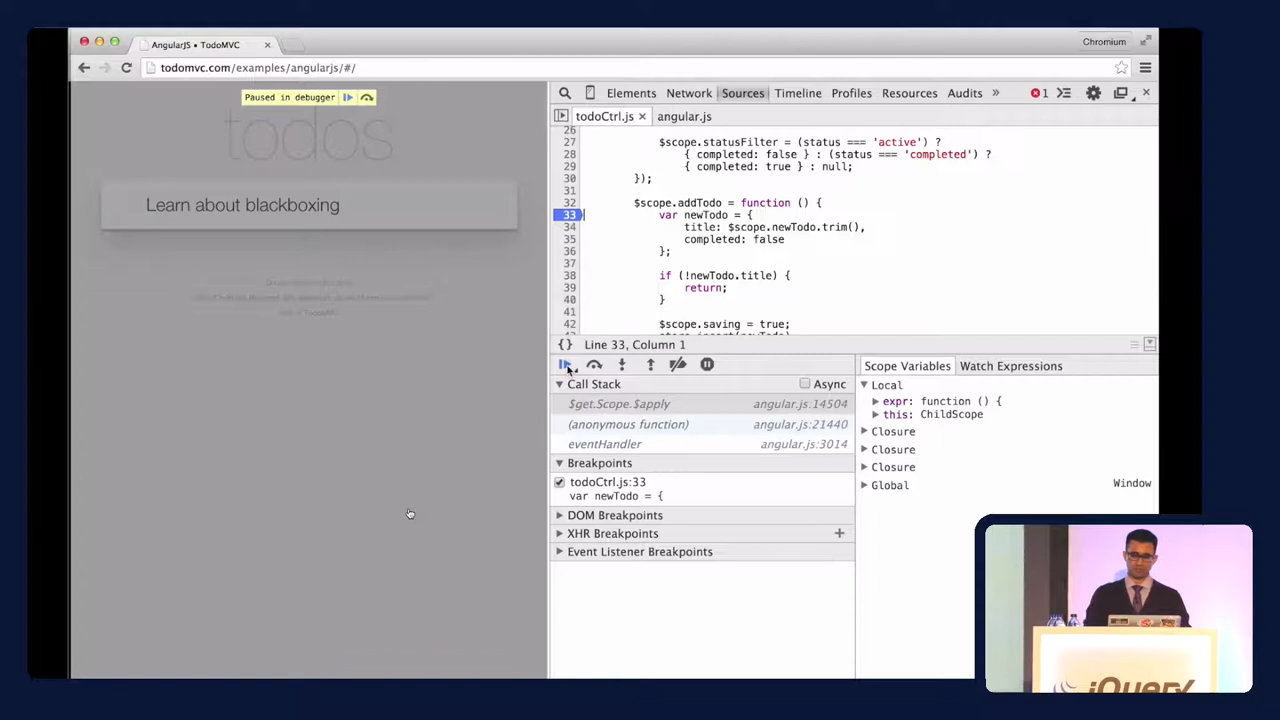 AngularJS • TodoMVC
Chromium
todomvc.com/examples/angularjs/#/
Paused in debugger
todos
Learn about blackboxing
Elements Network Sources Timeline Profiles Resources Audits » 1
todoCtrl.js × angular.js
26
27 $scope.statusFilter = (status === 'active') ?
28 { completed: false } : (status === 'completed') ?
29 { completed: true } : null;
30 });
31
32 $scope.addTodo = function () {
33 var newTodo = {
34 title: $scope.newTodo.trim(),
35 completed: false
36 };
37
38 if (!newTodo.title) {
39 return;
40 }
41
42 $scope.saving = true;
{} Line 33, Column 1
Call Stack Async
$get.Scope.$apply angular.js:14504
(anonymous function) angular.js:21440
eventHandler angular.js:3014
Breakpoints
todoCtrl.js:33
var newTodo = {
DOM Breakpoints
XHR Breakpoints +
Event Listener Breakpoints
Scope Variables Watch Expressions
Local
expr: function () {
this: ChildScope
Closure
Closure
Closure
Global Window
jQuery